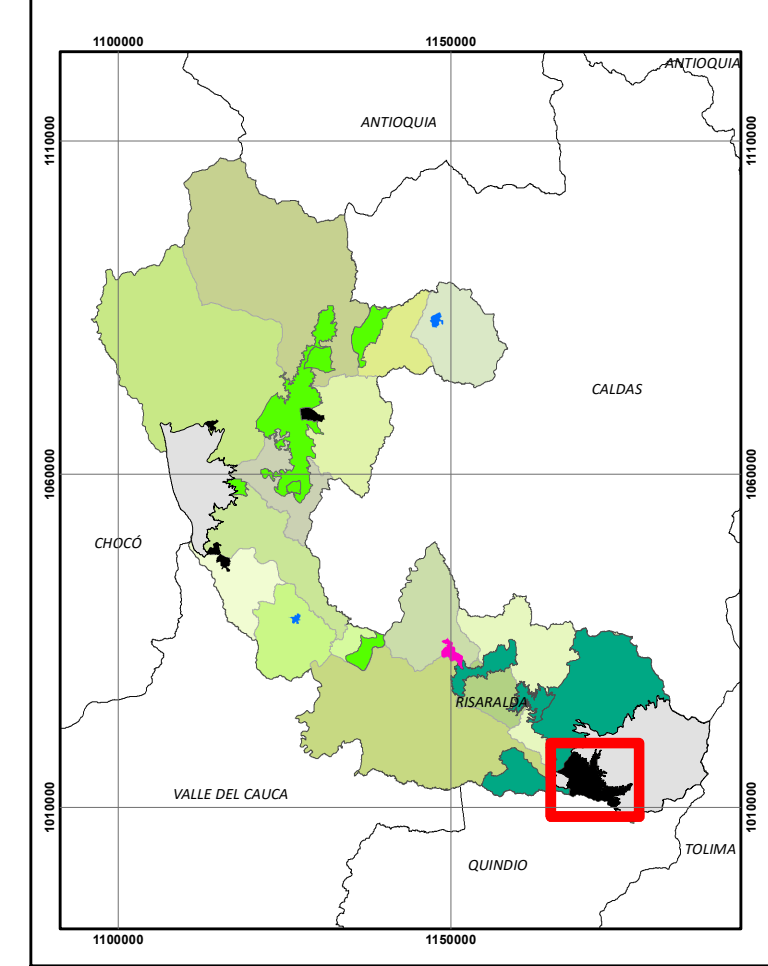 1100000 1150000
ANTIOQUIA
ANTIOQUIA
1110000 1110000
CALDAS
1060000 1060000
CHOCÓ
RISARALDA
VALLE DEL CAUCA
1010000 1010000
TOLIMA
QUINDIO
1100000 1150000